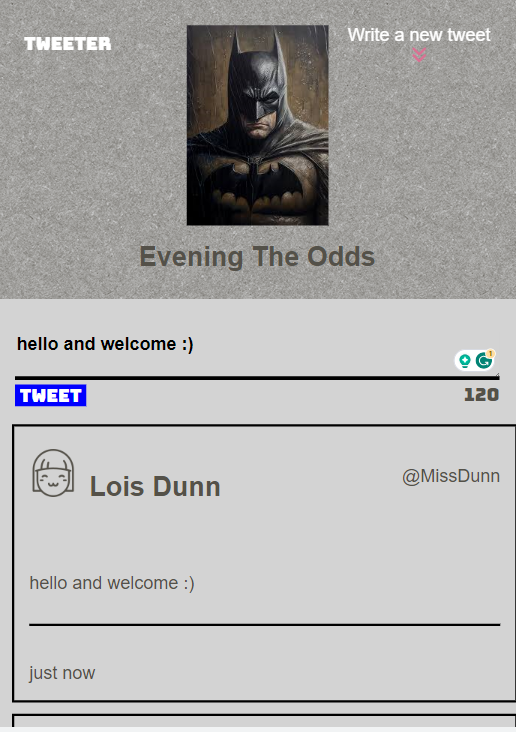 TWEETER
Write a new tweet
Evening The Odds
hello and welcome :)
1
TWEET
120
Lois Dunn
@MissDunn
hello and welcome :)
just now